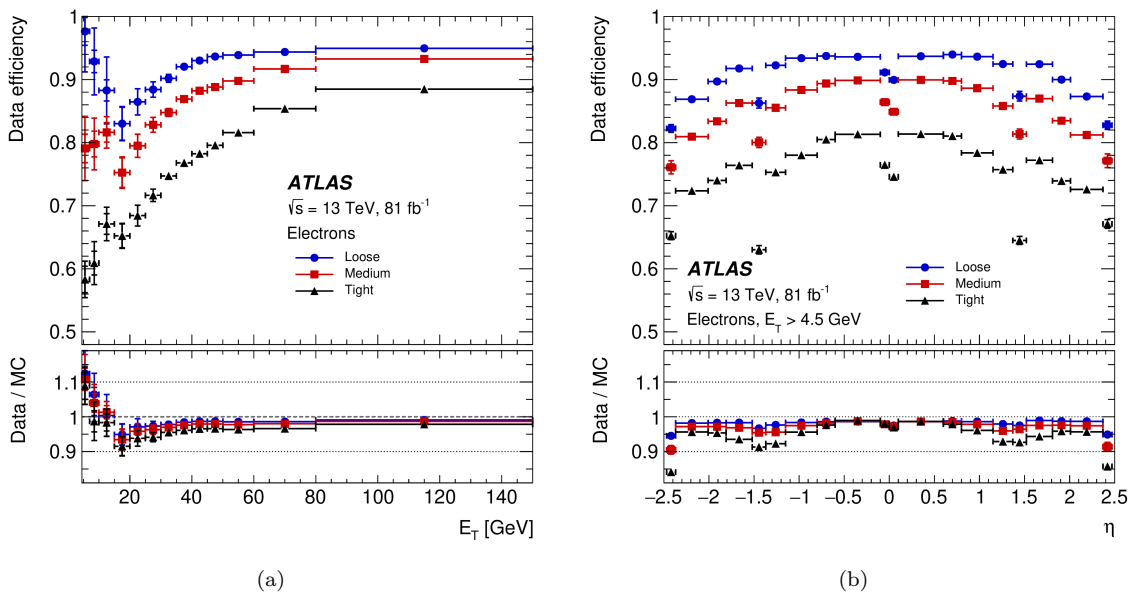 Data efficiency
1
0.9
0.8
0.7
0.6
0.5
ATLAS
√s = 13 TeV, 81 fb⁻¹
Electrons
Loose
Medium
Tight
Data / MC
1.1
1
0.9
20 40 60 80 100 120 140
E_T [GeV]
(a)
Data efficiency
1
0.9
0.8
0.7
0.6
0.5
ATLAS
√s = 13 TeV, 81 fb⁻¹
Electrons, E_T > 4.5 GeV
Loose
Medium
Tight
Data / MC
1.1
1
0.9
−2.5 −2 −1.5 −1 −0.5 0 0.5 1 1.5 2 2.5
η
(b)